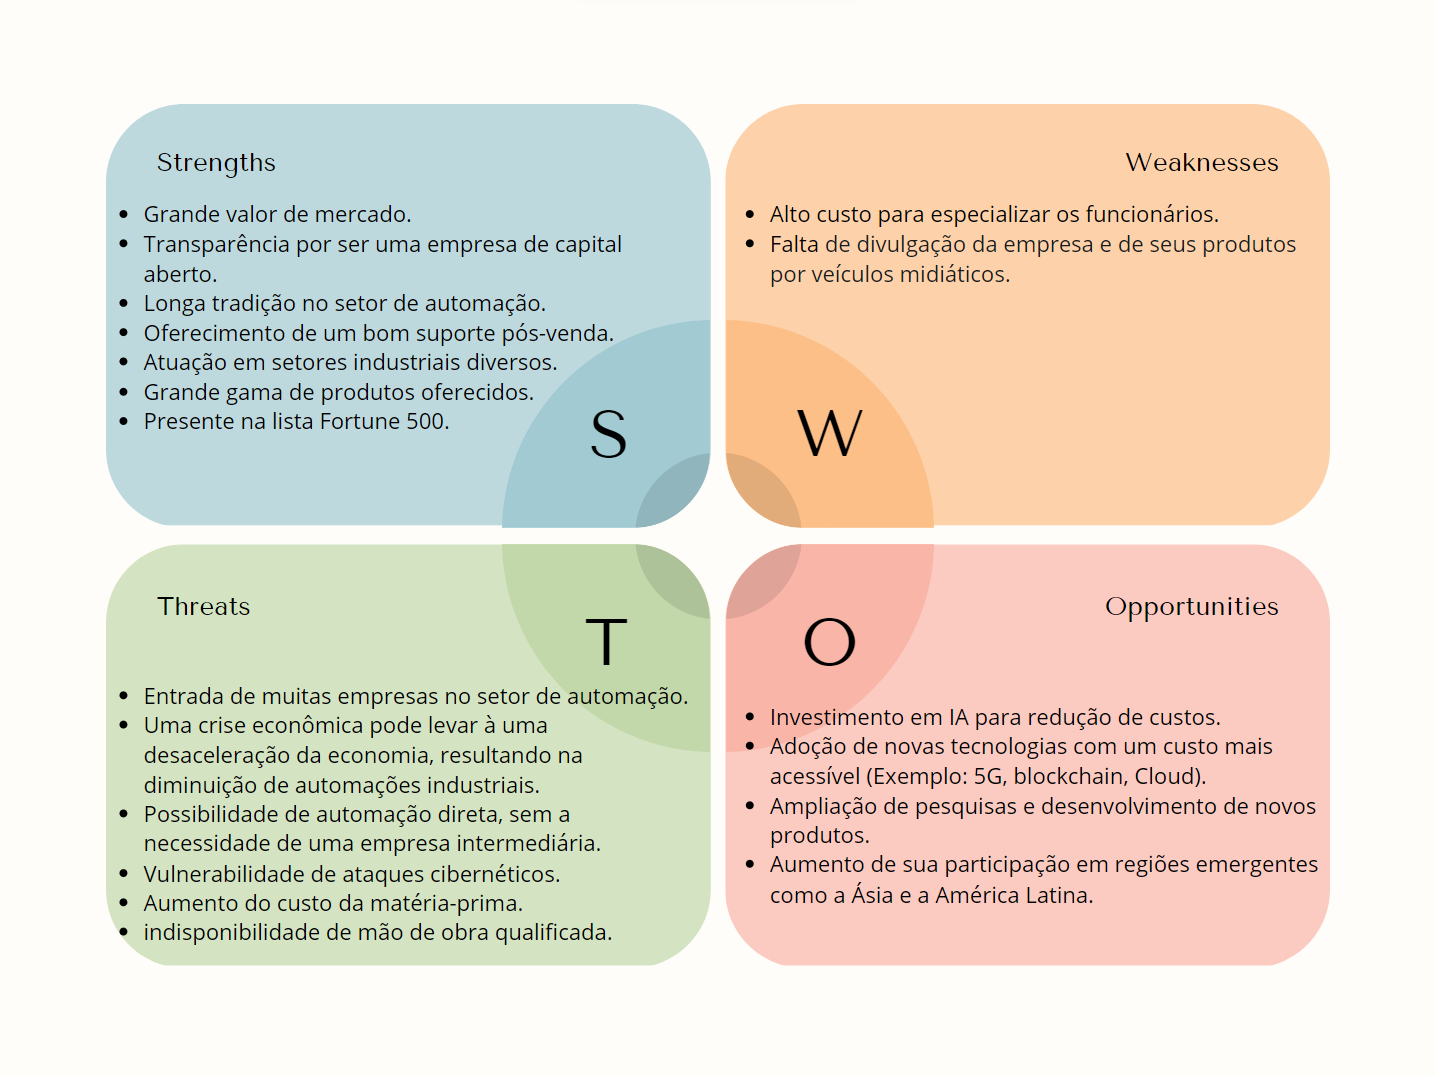 Strengths
• Grande valor de mercado.
• Transparência por ser uma empresa de capital
aberto.
• Longa tradição no setor de automação.
• Oferecimento de um bom suporte pós-venda.
• Atuação em setores industriais diversos.
• Grande gama de produtos oferecidos.
• Presente na lista Fortune 500.
S
Weaknesses
• Alto custo para especializar os funcionários.
• Falta de divulgação da empresa e de seus produtos
por veículos midiáticos.
W
Threats
T
• Entrada de muitas empresas no setor de automação.
• Uma crise econômica pode levar à uma
desaceleração da economia, resultando na
diminuição de automações industriais.
• Possibilidade de automação direta, sem a
necessidade de uma empresa intermediária.
• Vulnerabilidade de ataques cibernéticos.
• Aumento do custo da matéria-prima.
• indisponibilidade de mão de obra qualificada.
Opportunities
O
• Investimento em IA para redução de custos.
• Adoção de novas tecnologias com um custo mais
acessível (Exemplo: 5G, blockchain, Cloud).
• Ampliação de pesquisas e desenvolvimento de novos
produtos.
• Aumento de sua participação em regiões emergentes
como a Ásia e a América Latina.